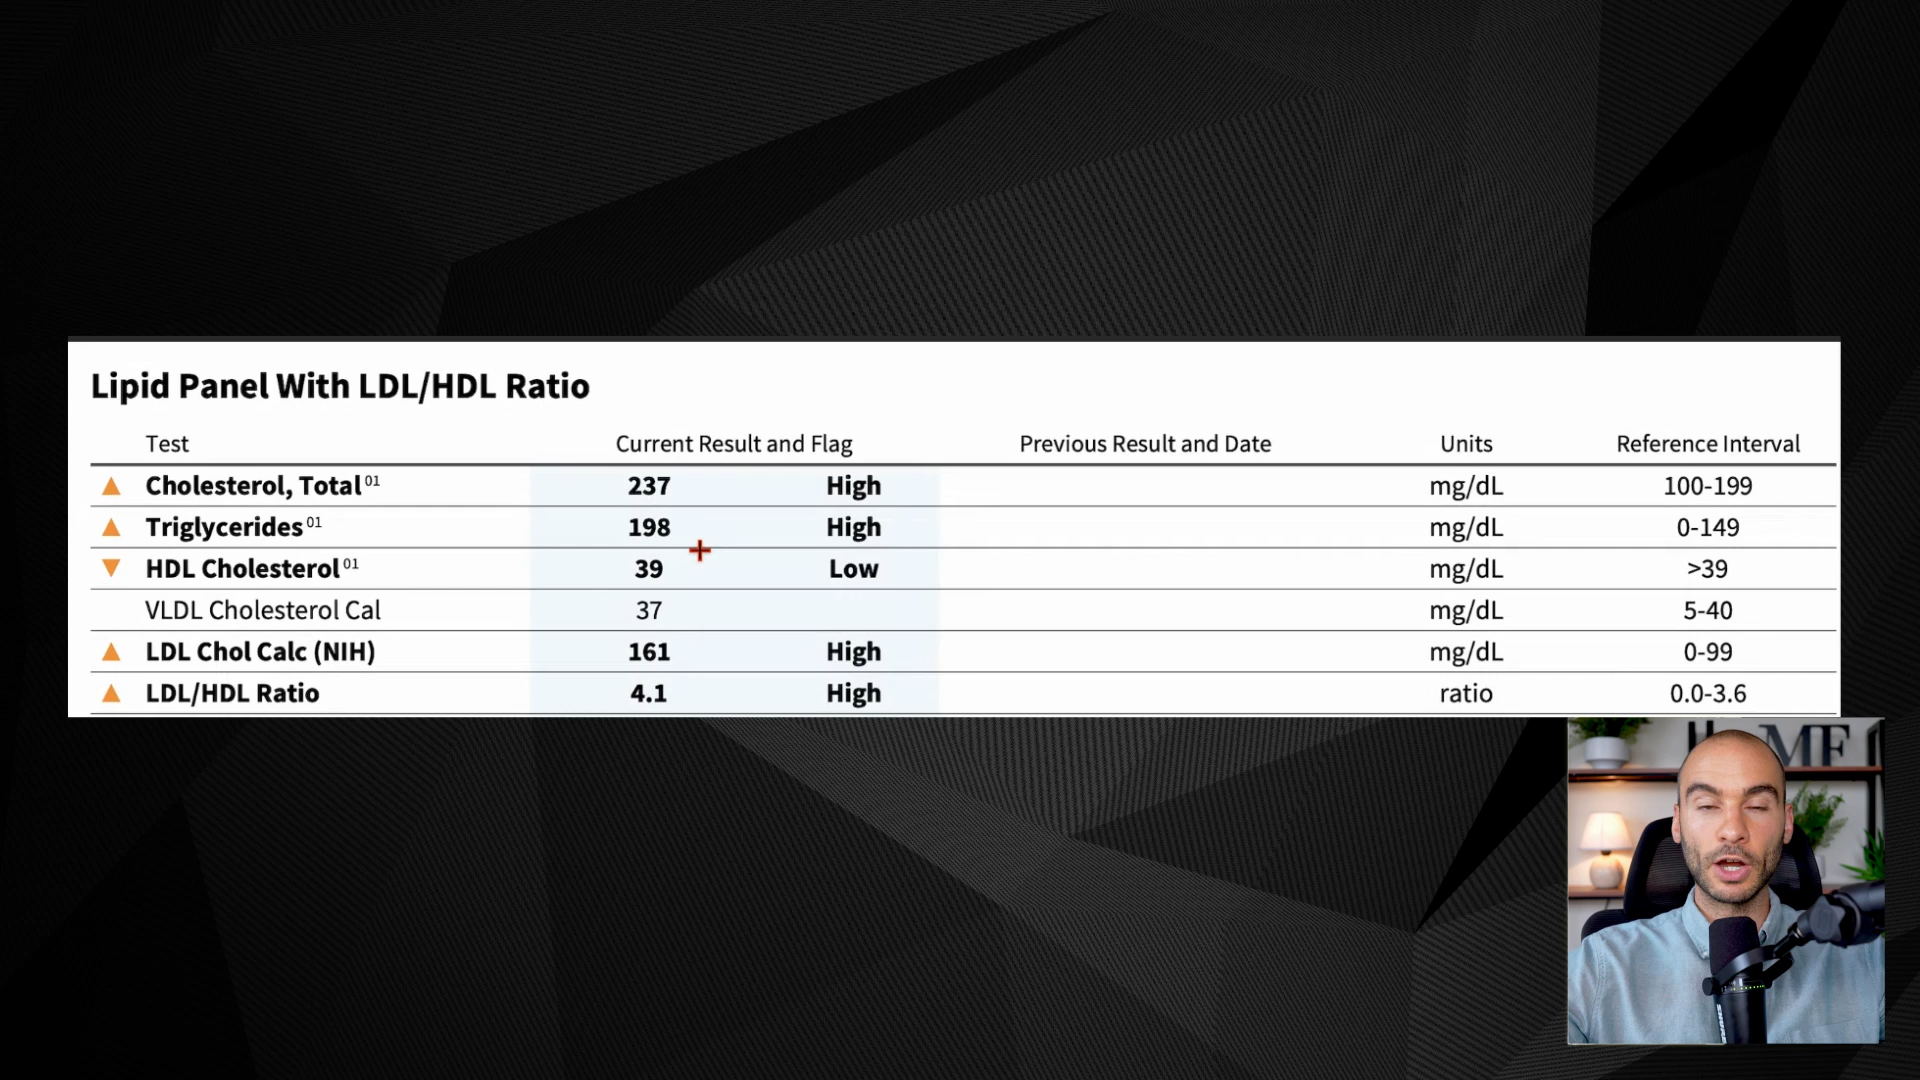 Lipid Panel With LDL/HDL Ratio
Test Current Result and Flag Previous Result and Date Units Reference Interval
Cholesterol, Total 01 237 High mg/dL 100-199
Triglycerides 01 198 High mg/dL 0-149
HDL Cholesterol 01 39 Low mg/dL >39
VLDL Cholesterol Cal 37 mg/dL 5-40
LDL Chol Calc (NIH) 161 High mg/dL 0-99
LDL/HDL Ratio 4.1 High ratio 0.0-3.6
MF